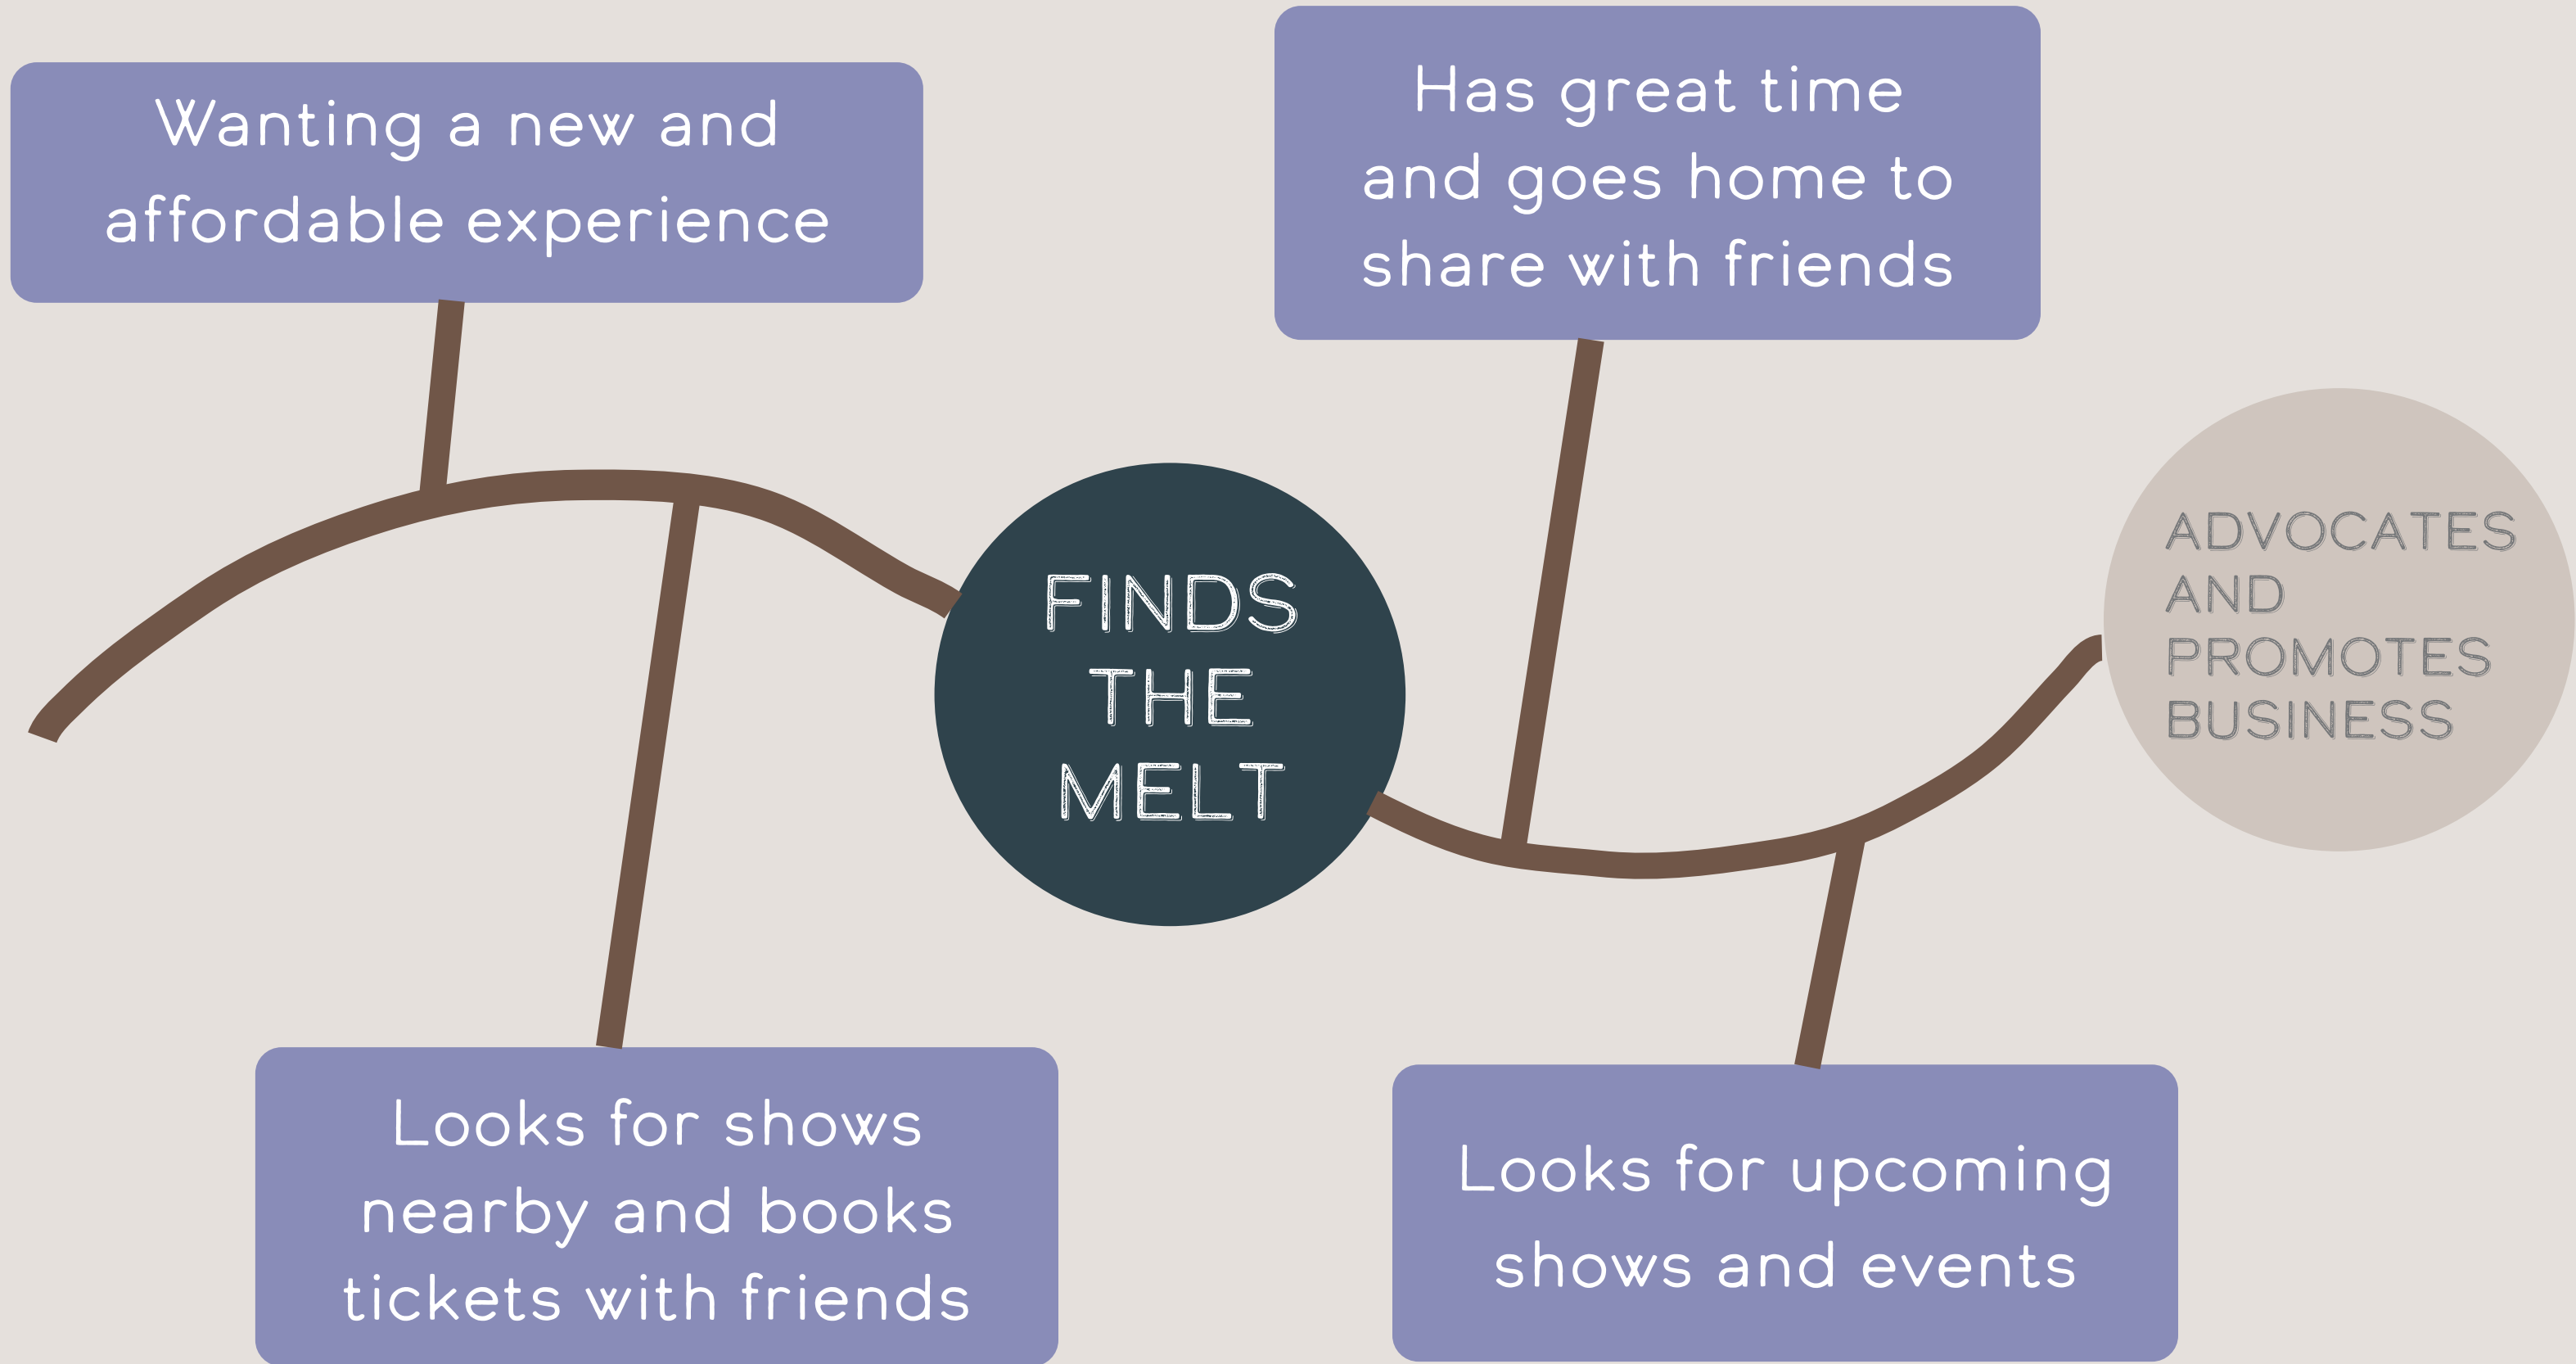 Wanting a new and
affordable experience
Looks for shows
nearby and books
tickets with friends
FINDS
THE
MELT
Has great time
and goes home to
share with friends
Looks for upcoming
shows and events
ADVOCATES
AND
PROMOTES
BUSINESS